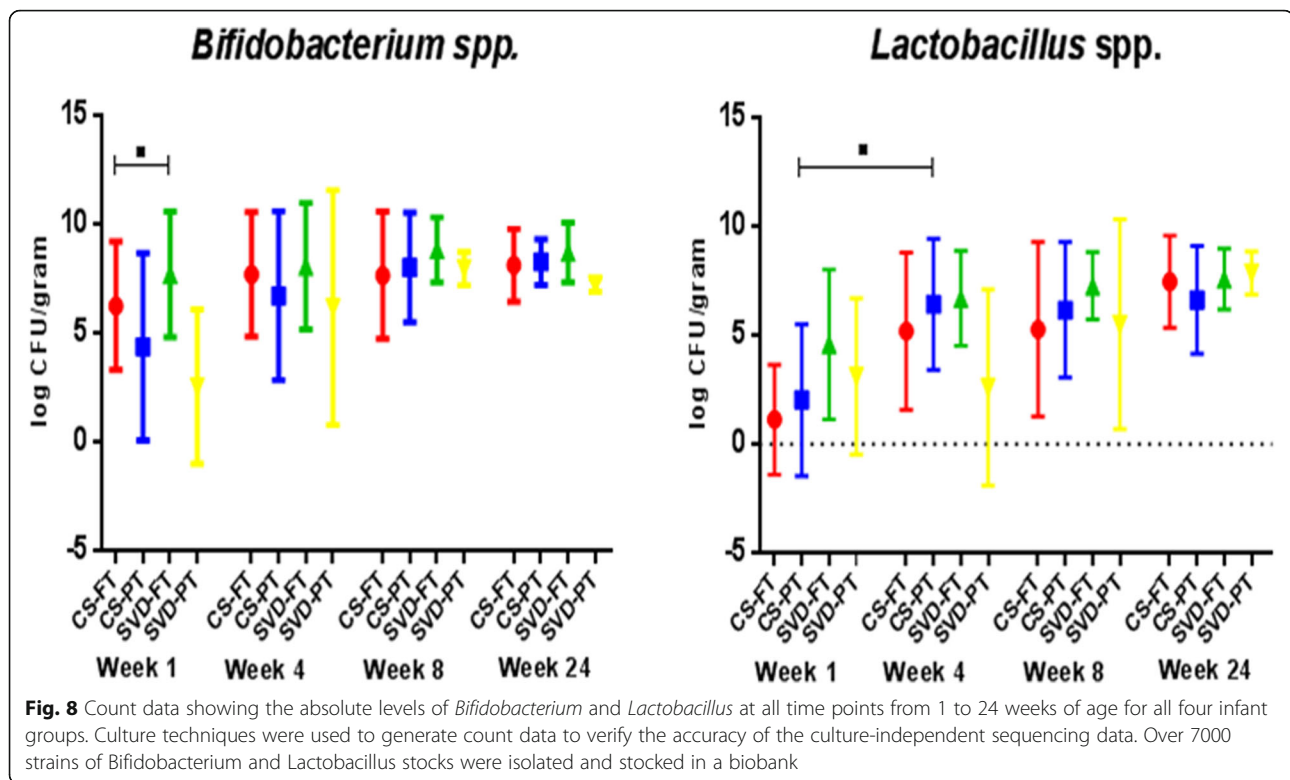 Bifidobacterium spp.
Lactobacillus spp.
15
10
5
0
-5
log CFU/gram
CS-FT
CS-PT
SVD-FT
SVD-PT
CS-FT
CS-PT
SVD-FT
SVD-PT
CS-FT
CS-PT
SVD-FT
SVD-PT
CS-FT
CS-PT
SVD-FT
SVD-PT
Week 1 Week 4 Week 8 Week 24
15
10
5
0
-5
log CFU/gram
CS-FT
CS-PT
SVD-FT
SVD-PT
CS-FT
CS-PT
SVD-FT
SVD-PT
CS-FT
CS-PT
SVD-FT
SVD-PT
CS-FT
CS-PT
SVD-FT
SVD-PT
Week 1 Week 4 Week 8 Week 24
Fig. 8 Count data showing the absolute levels of Bifidobacterium and Lactobacillus at all time points from 1 to 24 weeks of age for all four infant
groups. Culture techniques were used to generate count data to verify the accuracy of the culture-independent sequencing data. Over 7000
strains of Bifidobacterium and Lactobacillus stocks were isolated and stocked in a biobank